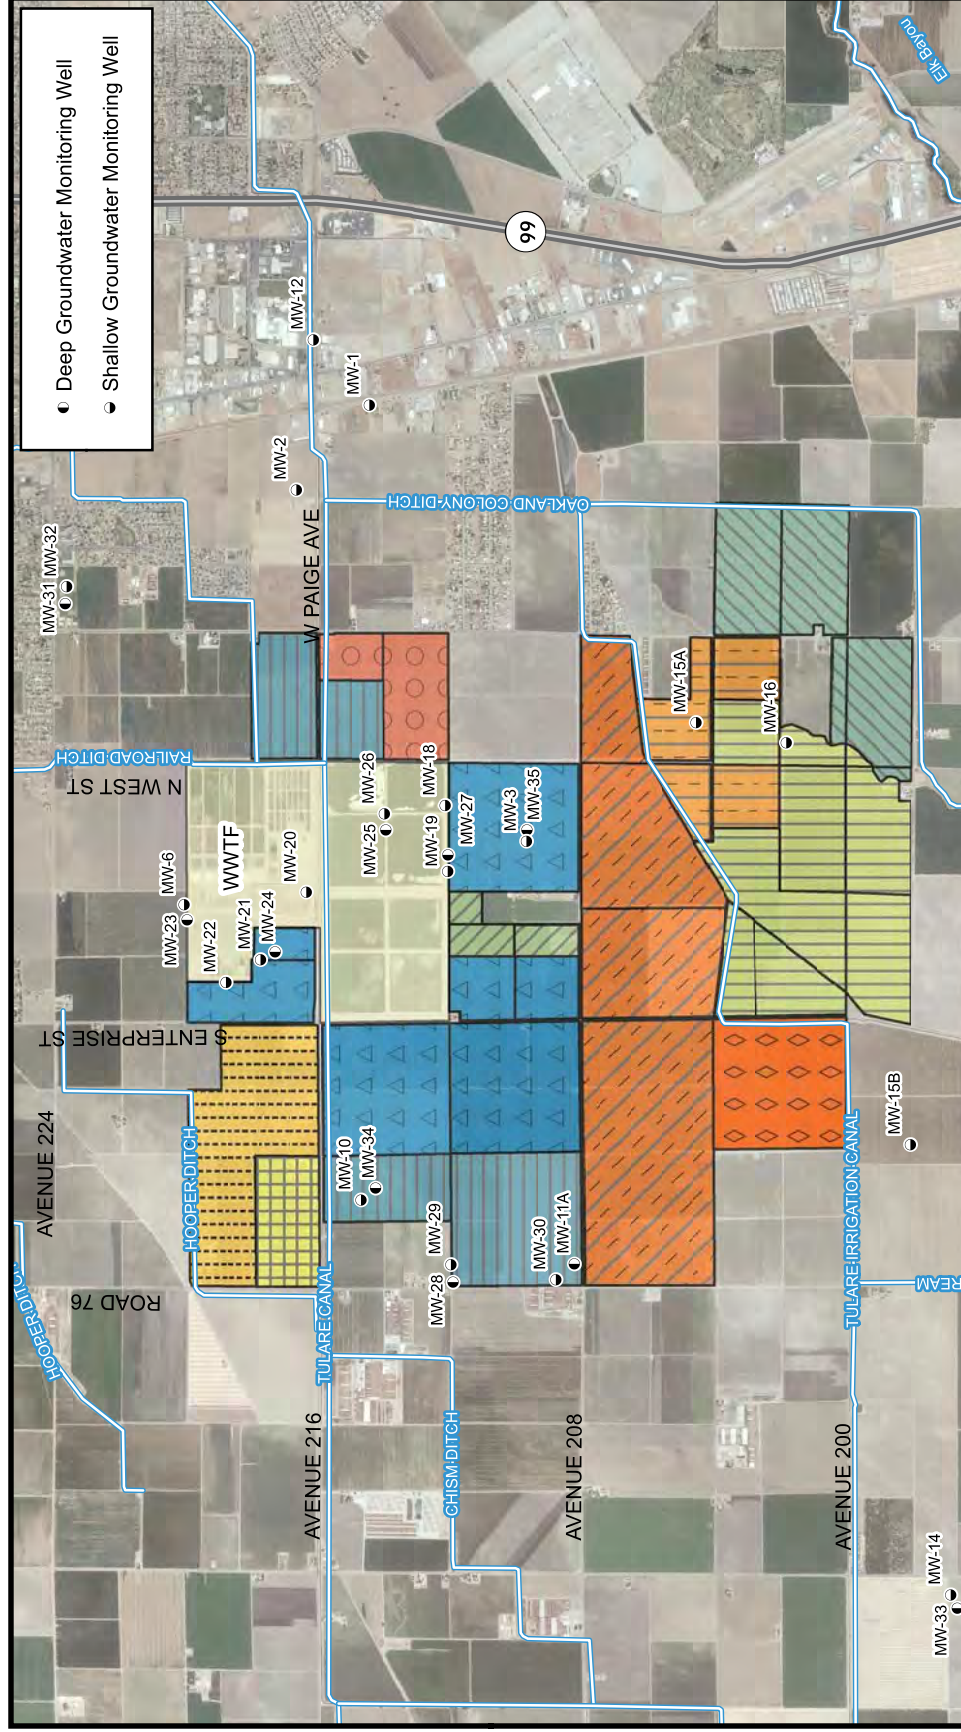 Deep Groundwater Monitoring Well
Shallow Groundwater Monitoring Well
Elk Bayou
99
MW-12
MW-1
MW-2
OAKLAND COLONY DITCH
W PAIGE AVE
MW-31
MW-32
RAILROAD DITCH
N WEST ST
MW-15A
MW-16
MW-26
MW-25
MW-18
MW-19
MW-27
MW-3
MW-35
WWTF
MW-6
MW-23
MW-20
MW-22
MW-21
MW-24
S ENTERPRISE ST
AVENUE 224
HOOPER DITCH
HOOPER DITCH
ROAD 76
TULARE CANAL
MW-10
MW-34
MW-29
MW-28
MW-30
MW-11A
MW-15B
TULARE IRRIGATION CANAL
REAM
AVENUE 216
CHISM DITCH
AVENUE 208
AVENUE 200
MW-14
MW-33